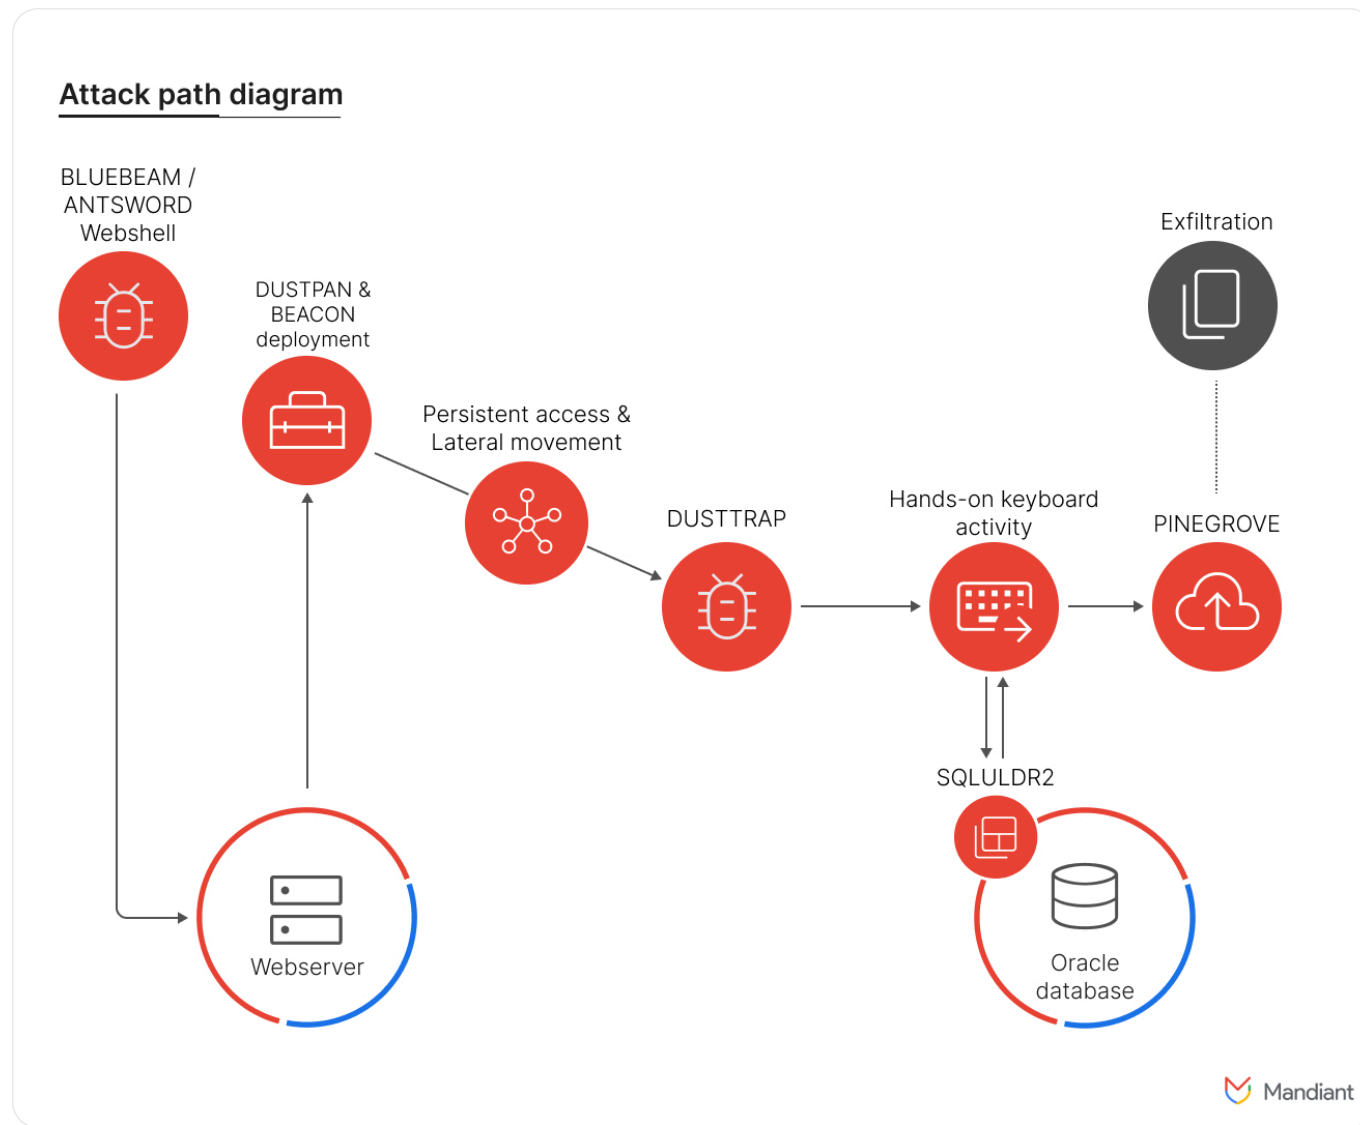 Attack path diagram
BLUEBEAM /
ANTSWORD
Webshell
DUSTPAN &
BEACON
deployment
Persistent access &
Lateral movement
DUSTTRAP
Hands-on keyboard
activity
PINEGROVE
Exfiltration
SQLULDR2
Webserver
Oracle
database
Mandiant